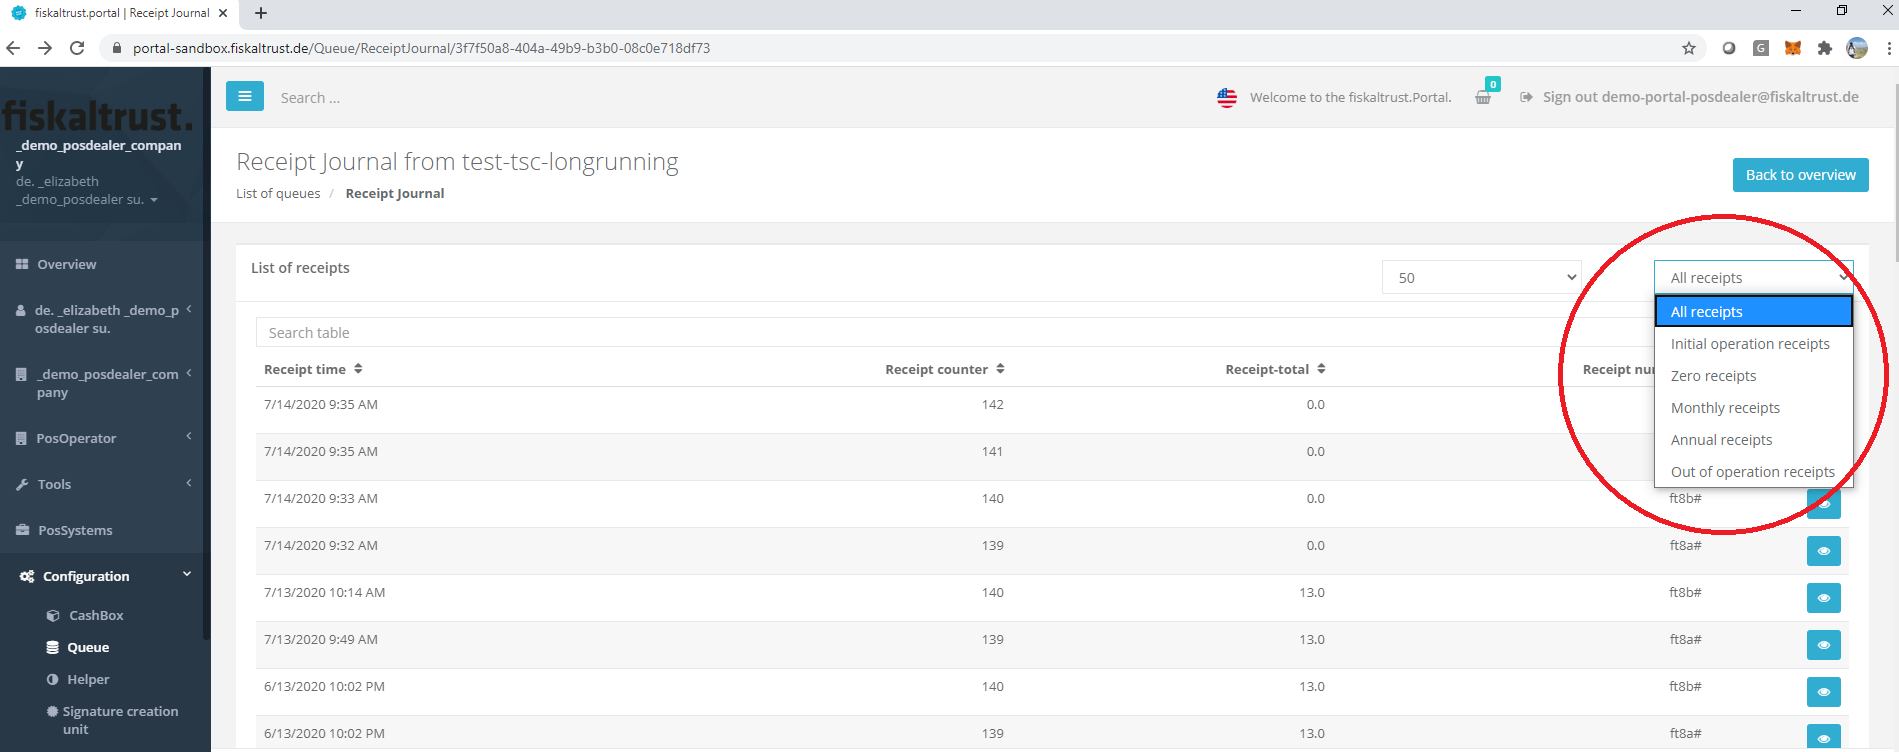 fiskaltrust.portal | Receipt Journal
portal-sandbox.fiskaltrust.de/Queue/ReceiptJournal/3f7f50a8-404a-49b9-b3b0-08c0e718df73
G
fiskaltrust.
_demo_posdealer_compan
y
de. _elizabeth
_demo_posdealer su.
Overview
de. _elizabeth _demo_p
osdealer su.
_demo_posdealer_com
pany
PosOperator
Tools
PosSystems
Configuration
CashBox
Queue
Helper
Signature creation
unit
Search ...
Welcome to the fiskaltrust.Portal.
0
Sign out demo-portal-posdealer@fiskaltrust.de
Receipt Journal from test-tsc-longrunning
List of queues / Receipt Journal
Back to overview
List of receipts
50
All receipts
All receipts
Initial operation receipts
Zero receipts
Monthly receipts
Annual receipts
Out of operation receipts
Search table
Receipt time Receipt counter Receipt-total Receipt nu
7/14/2020 9:35 AM 142 0.0
7/14/2020 9:35 AM 141 0.0
7/14/2020 9:33 AM 140 0.0 ft8b#
7/14/2020 9:32 AM 139 0.0 ft8a#
7/13/2020 10:14 AM 140 13.0 ft8b#
7/13/2020 9:49 AM 139 13.0 ft8a#
6/13/2020 10:02 PM 140 13.0 ft8b#
6/13/2020 10:02 PM 139 13.0 ft8a#